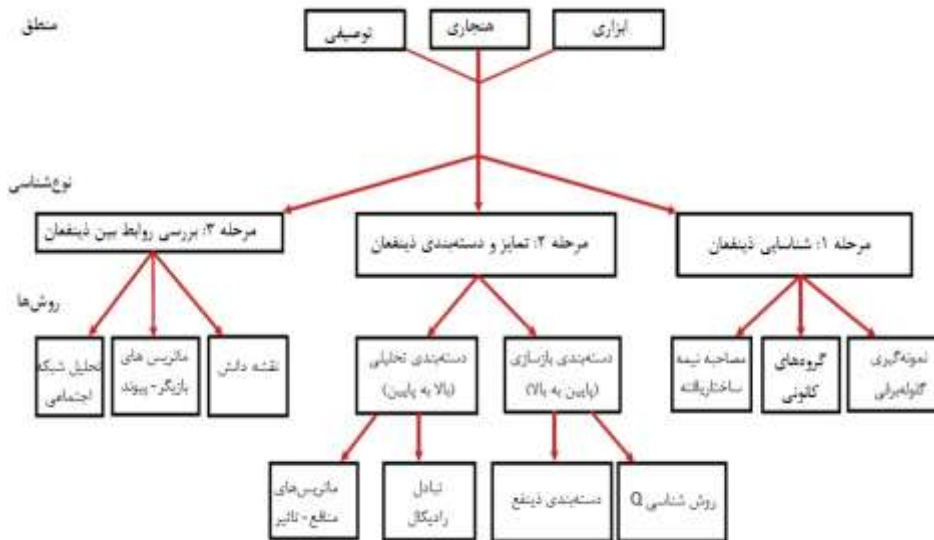 منطق
ابزاری
هنجاری
توصیفی
نوع‌شناسی
مرحله ۱: شناسایی ذینفعان
مرحله ۲: تمایز و دسته‌بندی ذینفعان
مرحله ۳: بررسی روابط بین ذینفعان
روش‌ها
نمونه‌گیری
گلوله‌برفی
گروه‌های
کانونی
مصاحبه نیمه
ساختاریافته
دسته‌بندی بازسازی
(پایین به بالا)
دسته‌بندی تحلیلی
(بالا به پایین)
نقشه دانش
ماتریس های
بازیگر-پیوند
تحلیل شبکه
اجتماعی
روش شناسی Q
دسته‌بندی ذینفع
تبادل
رادیکال
ماتریس‌های
منافع-تاثیر